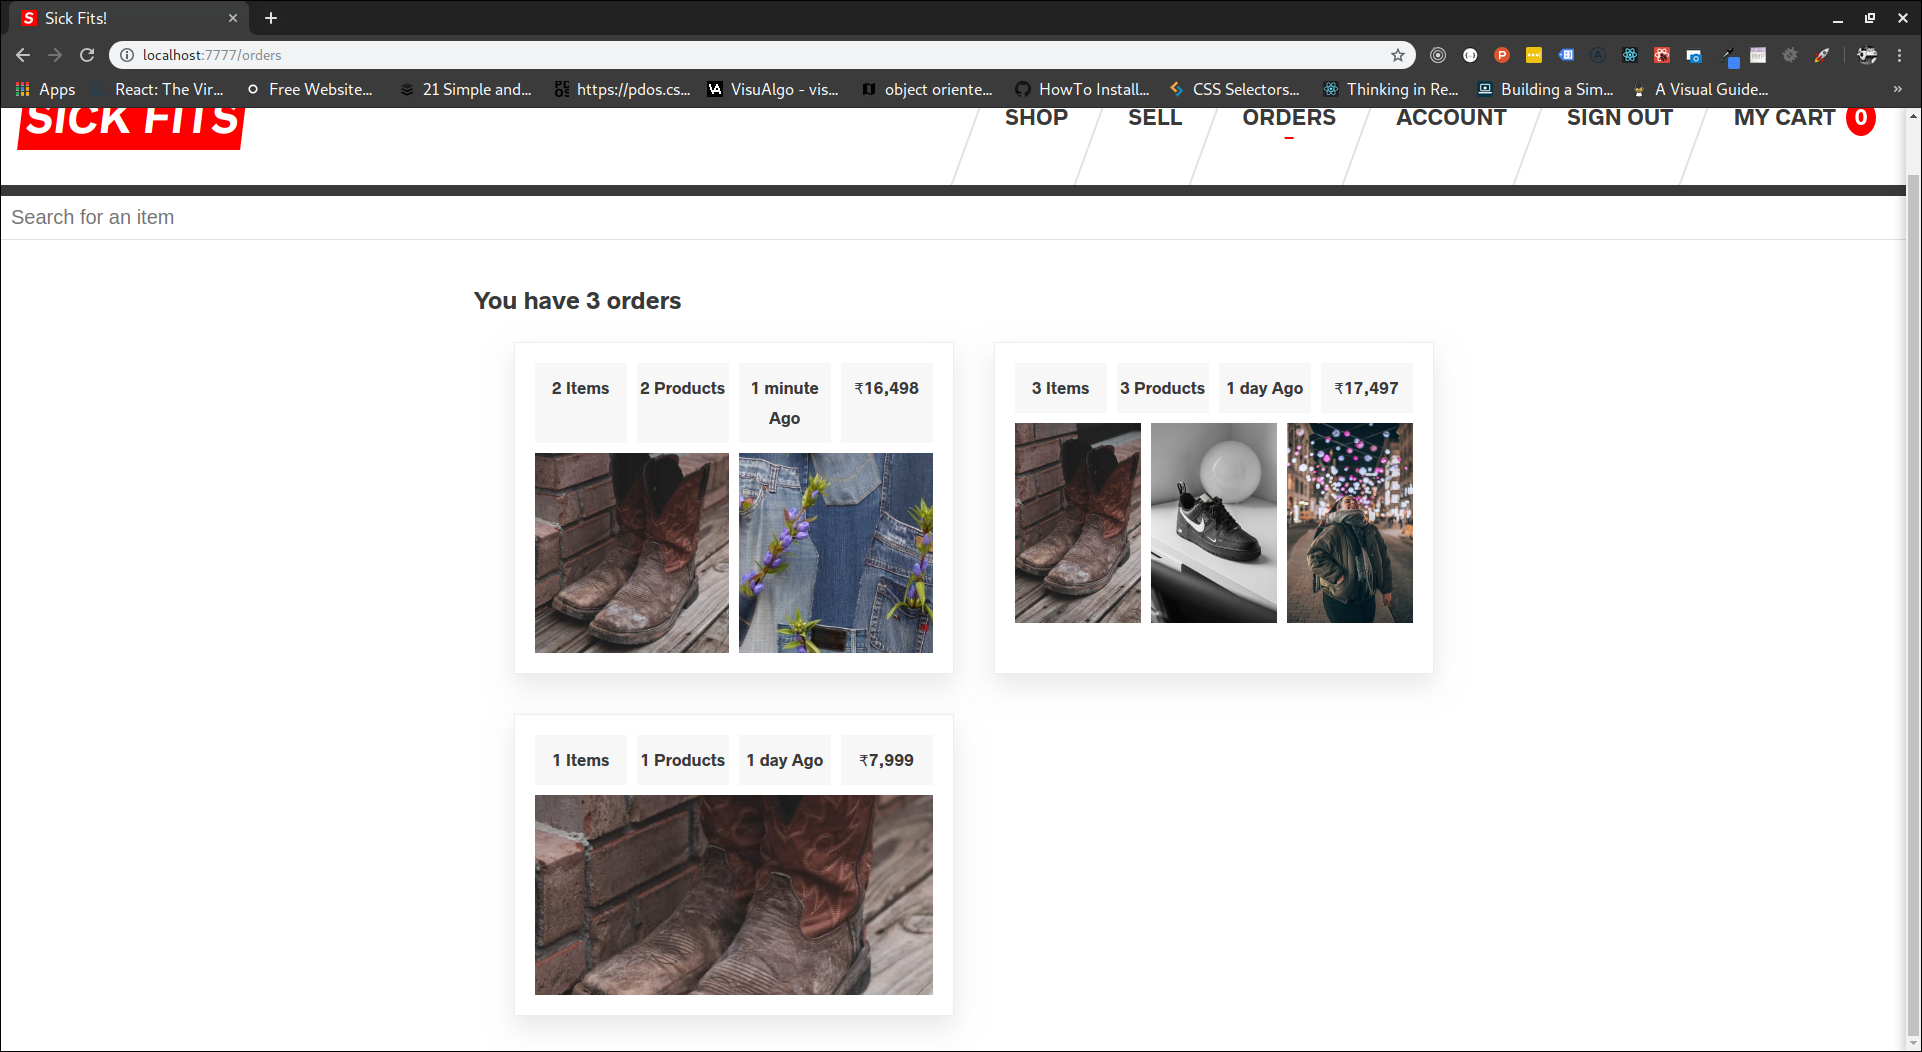 Sick Fits!
localhost:7777/orders
Apps
React: The Vir...
Free Website...
21 Simple and...
https://pdos.cs...
VisuAlgo - vis...
object oriente...
HowTo Install...
CSS Selectors...
Thinking in Re...
Building a Sim...
A Visual Guide...
»
SICK FITS
SHOP
SELL
ORDERS
ACCOUNT
SIGN OUT
MY CART 0
Search for an item
You have 3 orders
2 Items
2 Products
1 minute
Ago
₹16,498
3 Items
3 Products
1 day Ago
₹17,497
1 Items
1 Products
1 day Ago
₹7,999